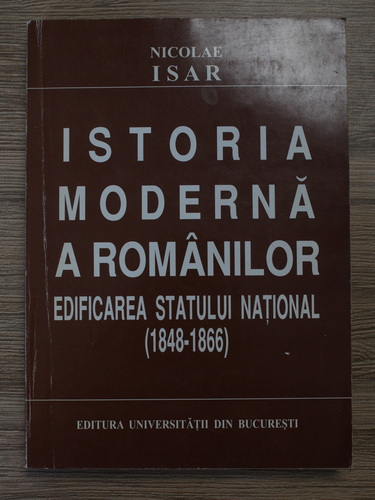 NICOLAE
ISAR
ISTORIA
MODERNĂ
A ROMÂNILOR
EDIFICAREA STATULUI NAȚIONAL
(1848-1866)
EDITURA UNIVERSITĂȚII DIN BUCUREȘTI